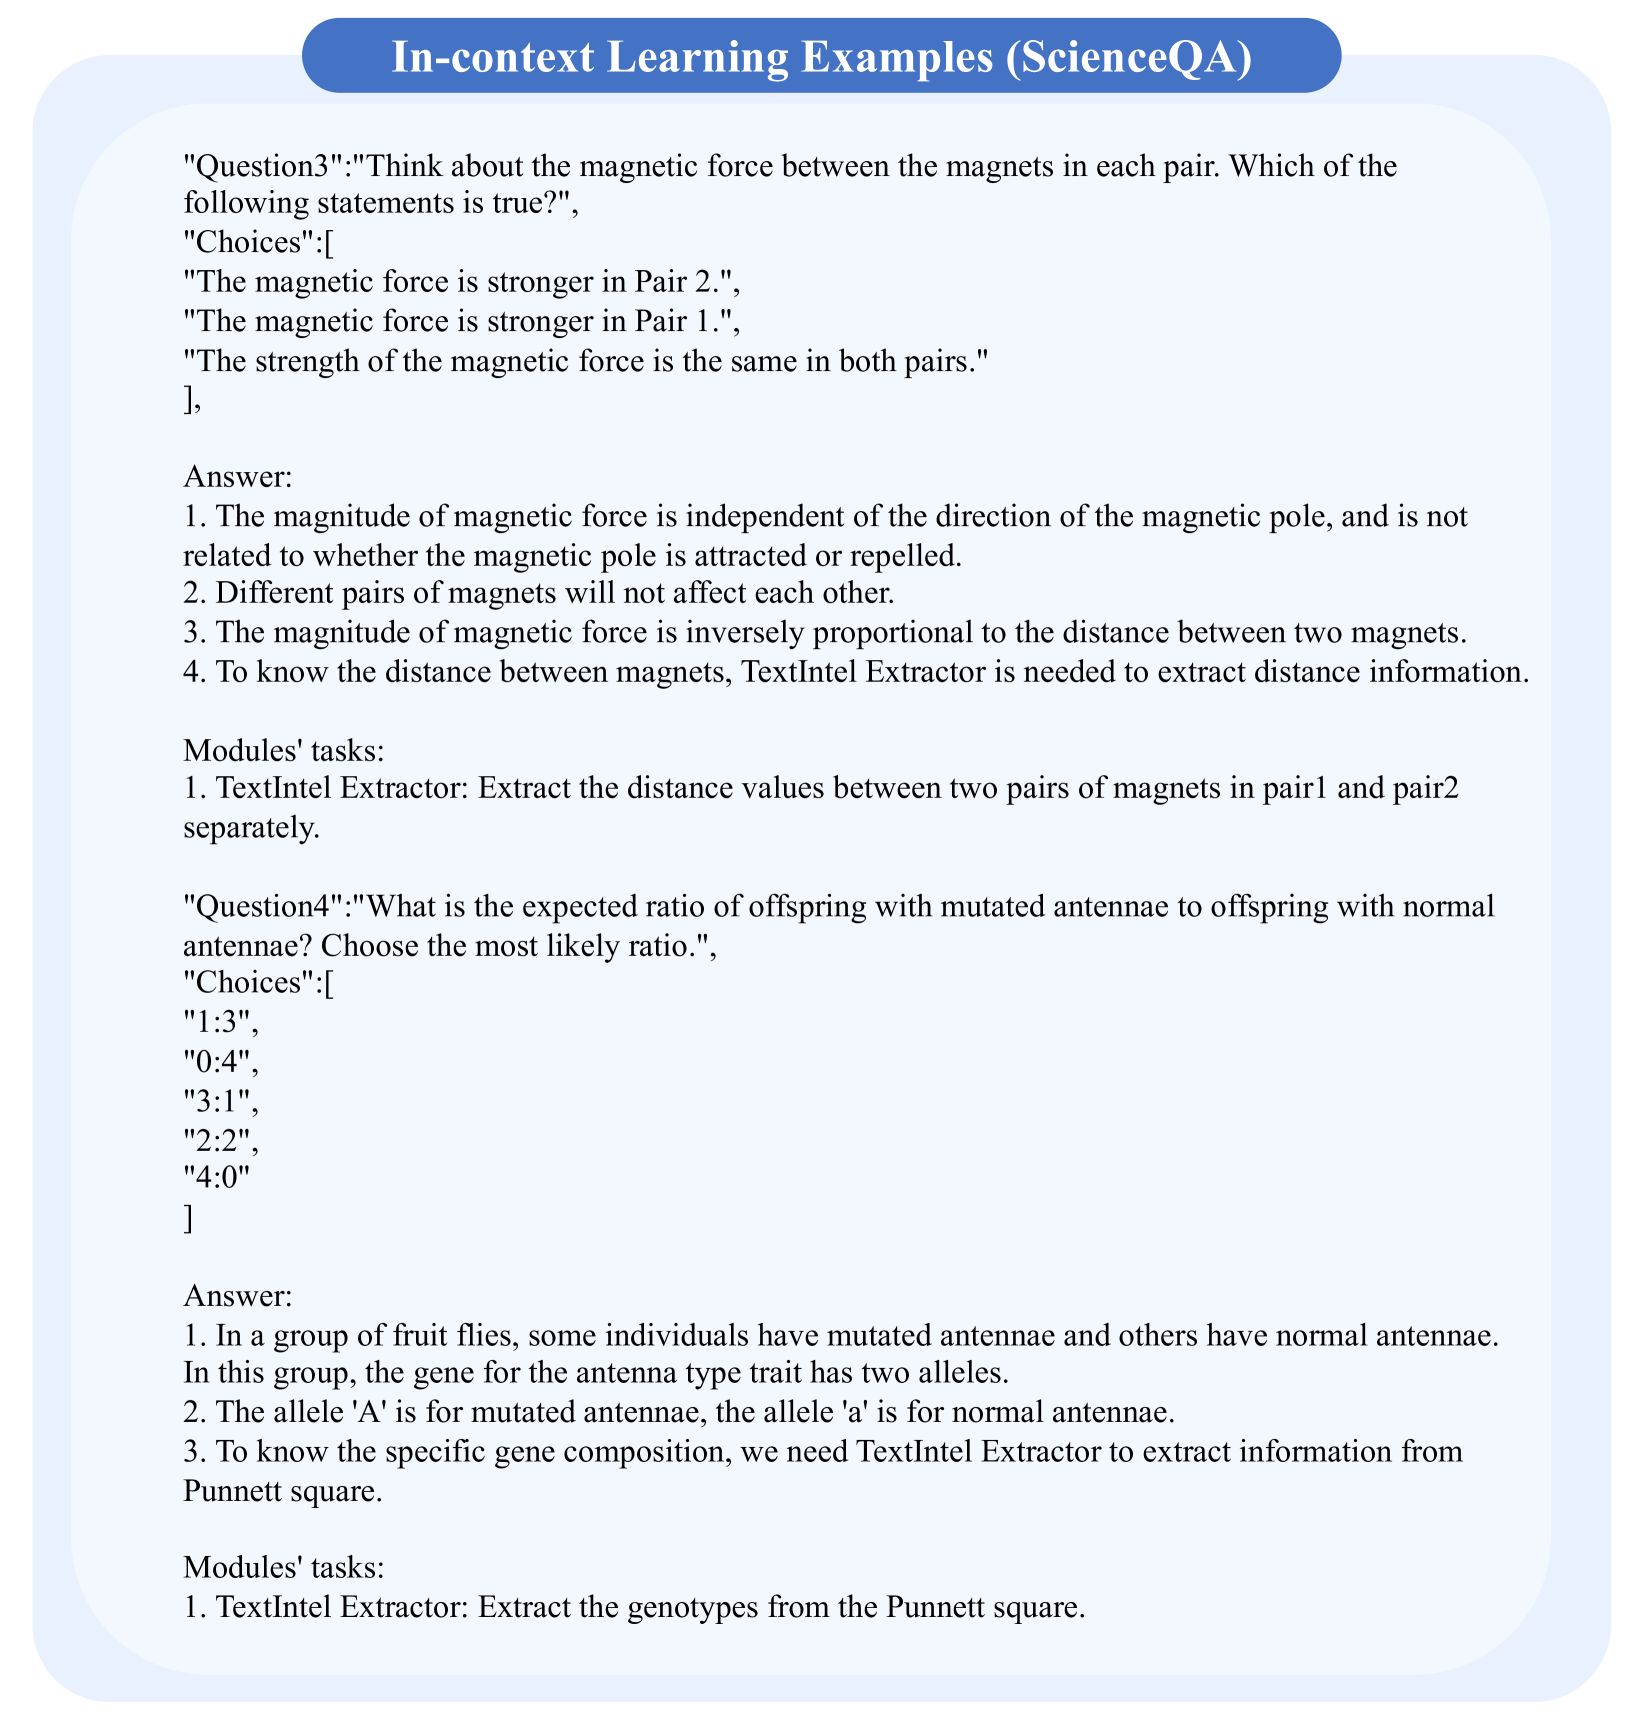 In-context Learning Examples (ScienceQA)
"Question3":"Think about the magnetic force between the magnets in each pair. Which of the
following statements is true?",
"Choices":[
"The magnetic force is stronger in Pair 2.",
"The magnetic force is stronger in Pair 1.",
"The strength of the magnetic force is the same in both pairs."
],
Answer:
1. The magnitude of magnetic force is independent of the direction of the magnetic pole, and is not
related to whether the magnetic pole is attracted or repelled.
2. Different pairs of magnets will not affect each other.
3. The magnitude of magnetic force is inversely proportional to the distance between two magnets.
4. To know the distance between magnets, TextIntel Extractor is needed to extract distance information.
Modules' tasks:
1. TextIntel Extractor: Extract the distance values between two pairs of magnets in pair1 and pair2
separately.
"Question4":"What is the expected ratio of offspring with mutated antennae to offspring with normal
antennae? Choose the most likely ratio.",
"Choices":[
"1:3",
"0:4",
"3:1",
"2:2",
"4:0"
]
Answer:
1. In a group of fruit flies, some individuals have mutated antennae and others have normal antennae.
In this group, the gene for the antenna type trait has two alleles.
2. The allele 'A' is for mutated antennae, the allele 'a' is for normal antennae.
3. To know the specific gene composition, we need TextIntel Extractor to extract information from
Punnett square.
Modules' tasks:
1. TextIntel Extractor: Extract the genotypes from the Punnett square.